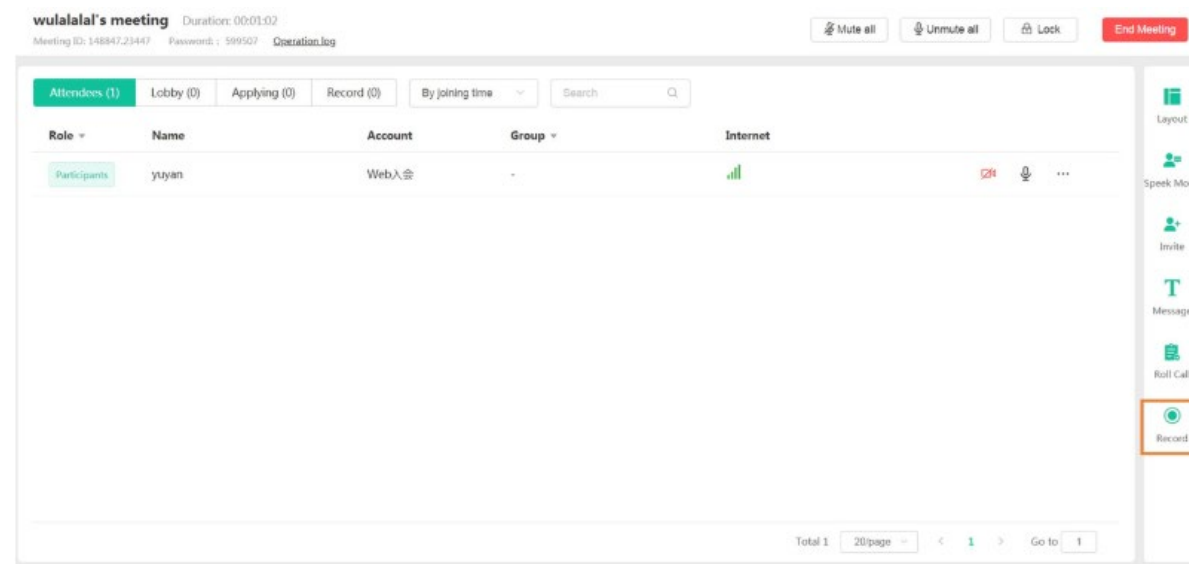 wulalalal's meeting Duration: 00:01:02
Mute all Unmute all Lock End Meeting
Meeting ID: 148847.23447 Password: : 599507 Operation log
Attendees (1) Lobby (0) Applying (0) Record (0) By joining time Search
Role Name Account Group Internet
Participants yuyan Web入会 -
Layout
Speek Mo
Invite
Message
Roll Call
Record
Total 1 20/page 1 Go to 1